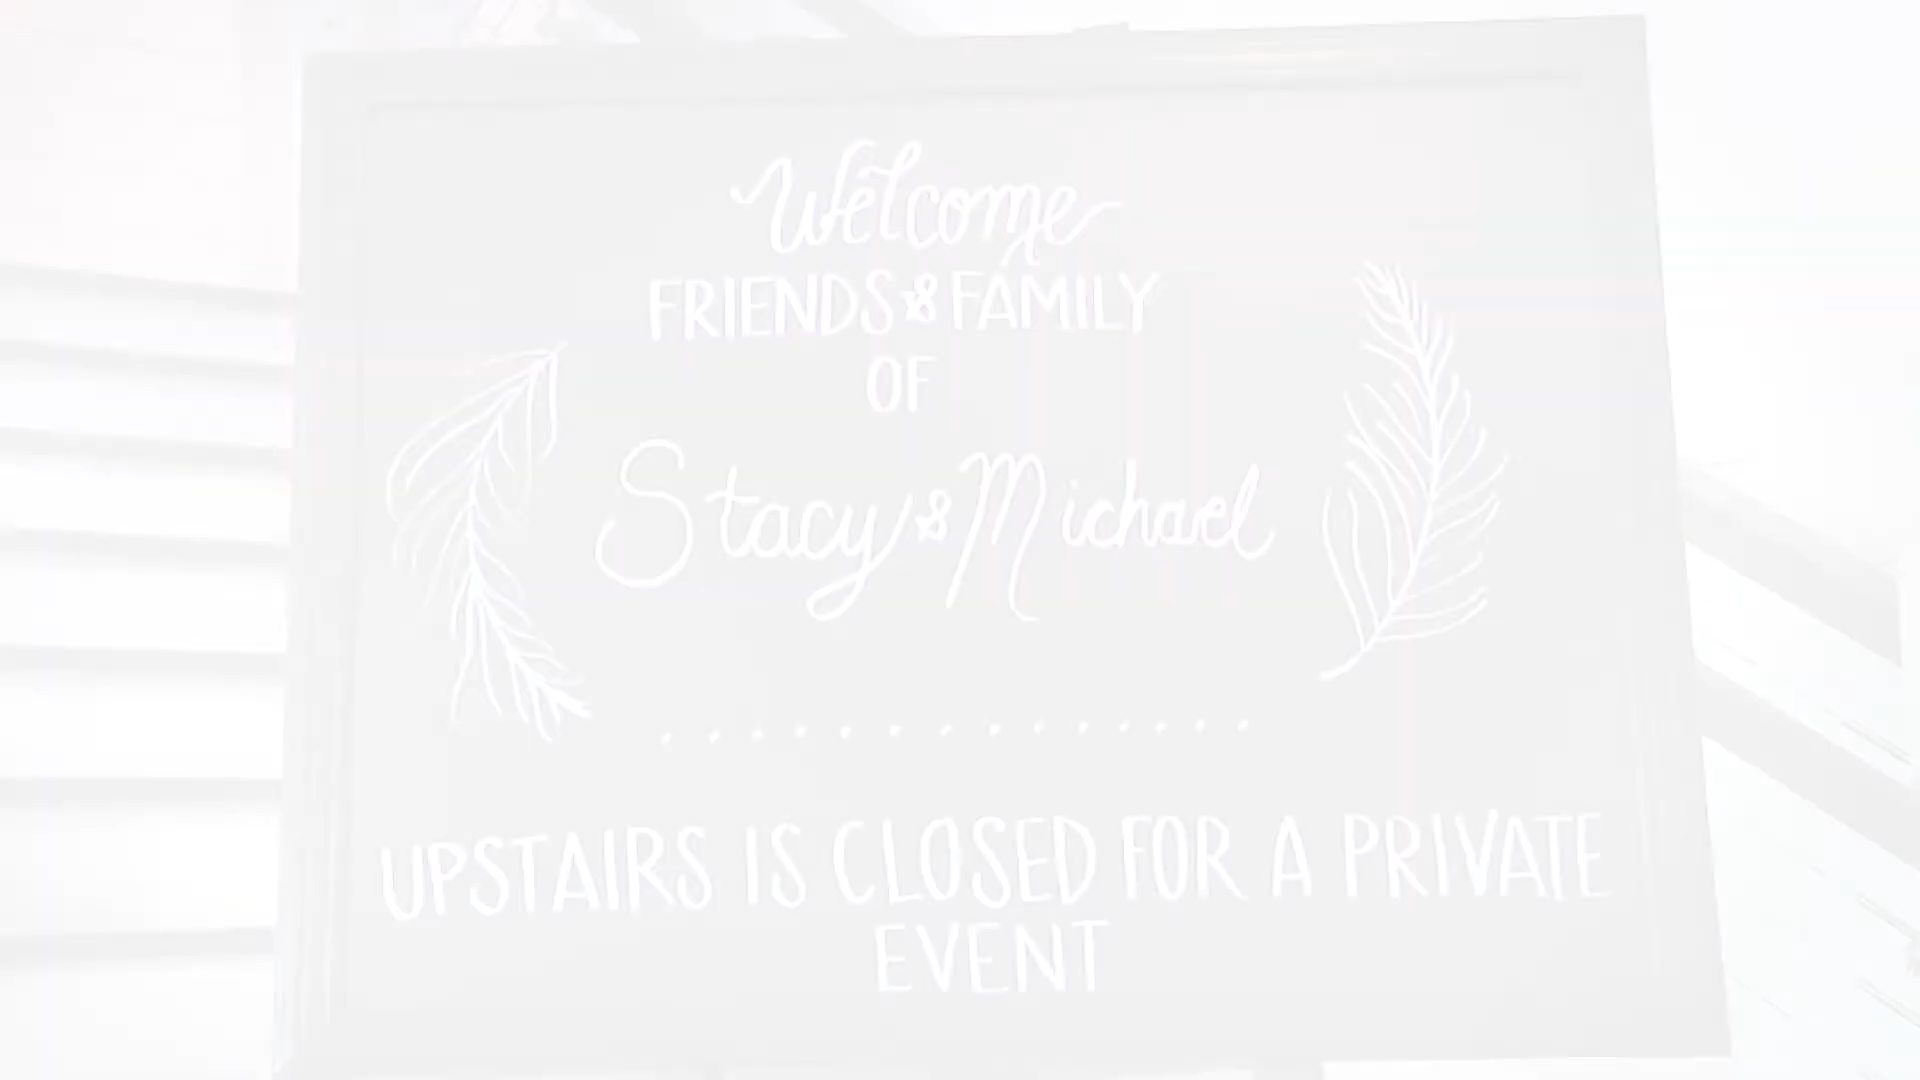 Welcome
FRIENDS & FAMILY
OF
Stacy & Michael
UPSTAIRS IS CLOSED FOR A PRIVATE
EVENT